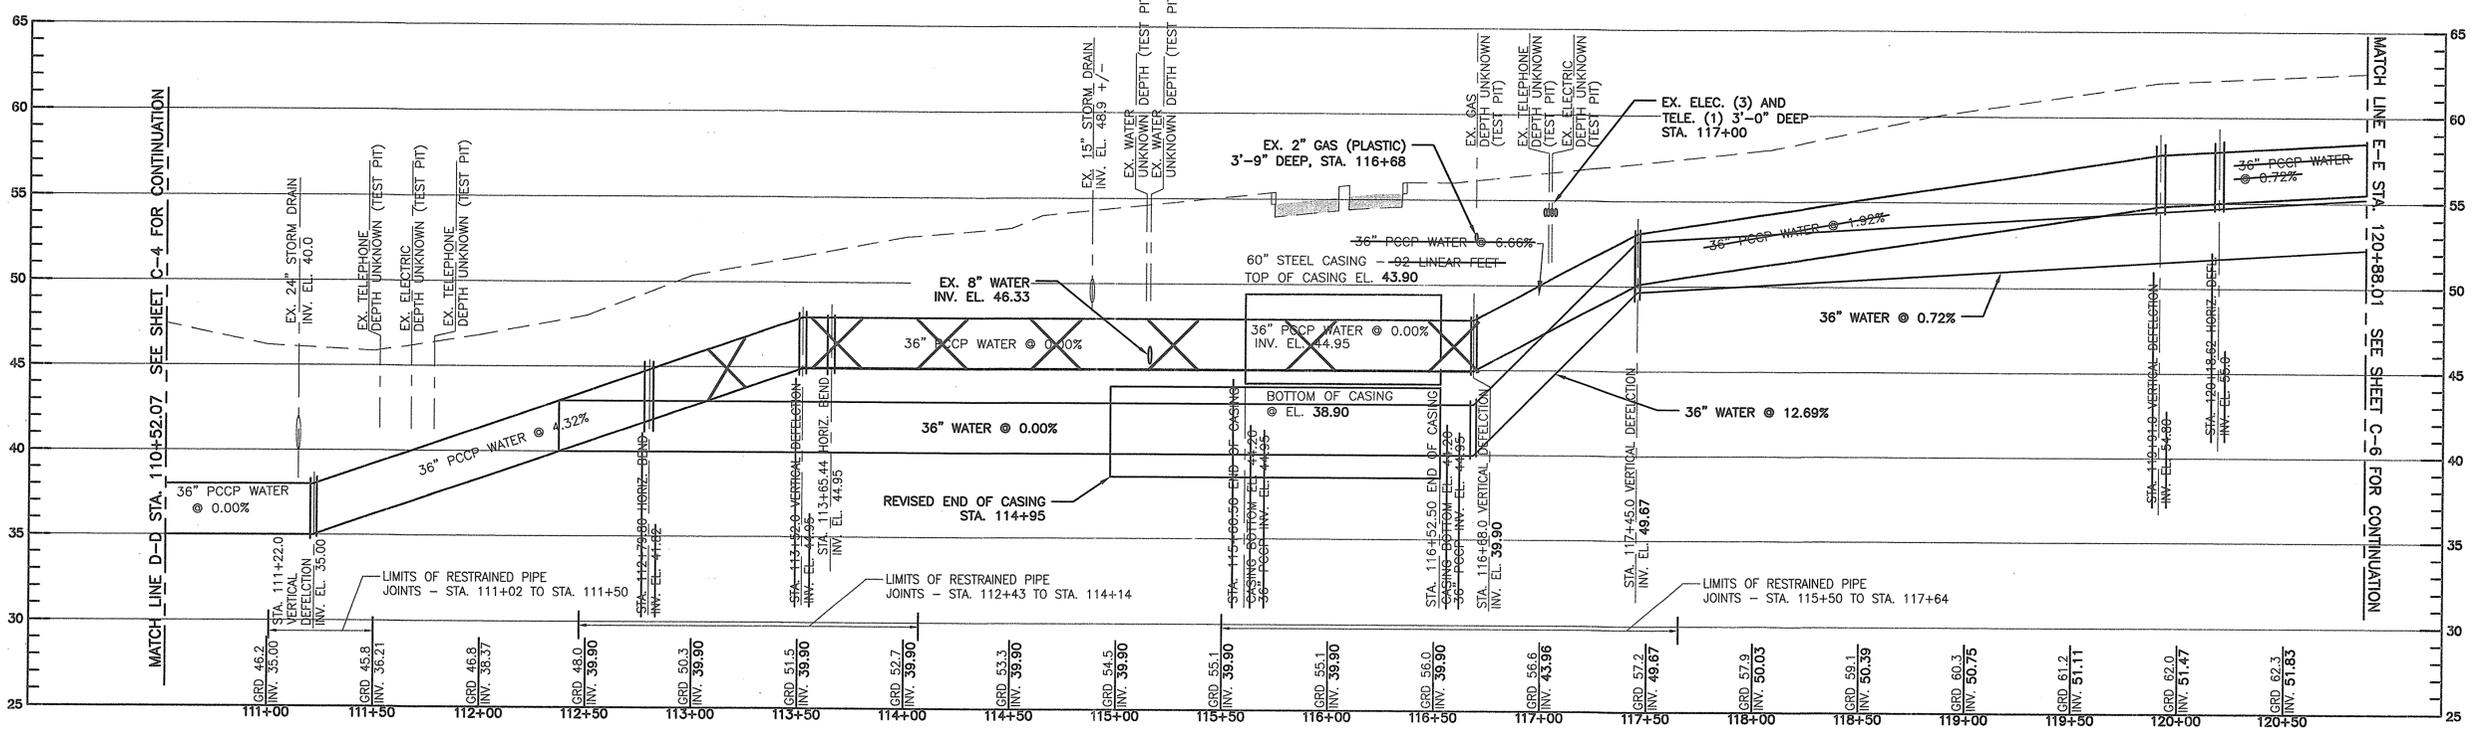 65
60
55
50
45
40
35
30
25
MATCH LINE D-D STA. 110+52.07 SEE SHEET C-4 FOR CONTINUATION
EX. 24" STORM DRAIN
INV. EL. 40.0
EX. TELEPHONE
DEPTH UNKNOWN (TEST PIT)
EX. ELECTRIC
DEPTH UNKNOWN (TEST PIT)
EX. TELEPHONE
DEPTH UNKNOWN (TEST PIT)
36" PCCP WATER
@ 0.00%
STA. 111+22.0
VERTICAL
DEFELCTION
INV. EL. 35.00
36" PCCP WATER @ 4.32%
LIMITS OF RESTRAINED PIPE
JOINTS - STA. 111+02 TO STA. 111+50
STA. 112+79.80 HORIZ. BEND
INV. EL. 41.82
STA. 113+52.0 VERTICAL DEFELCTION
INV. EL. 44.95
STA. 113+65.44 HORIZ. BEND
INV. EL. 44.95
36" PCCP WATER @ 0.00%
36" WATER @ 0.00%
LIMITS OF RESTRAINED PIPE
JOINTS - STA. 112+43 TO STA. 114+14
EX. 8" WATER
INV. EL. 46.33
EX. 15" STORM DRAIN
INV. EL. 48.9 +/-
EX. WATER
UNKNOWN DEPTH (TEST PI
EX. WATER
UNKNOWN DEPTH (TEST PI
REVISED END OF CASING
STA. 114+95
EX. 2" GAS (PLASTIC)
3'-9" DEEP, STA. 116+68
36" PCCP WATER @ 6.66%
60" STEEL CASING - 92 LINEAR FEET
TOP OF CASING EL. 43.90
36" PCCP WATER @ 0.00%
INV. EL. 44.95
BOTTOM OF CASING
@ EL. 38.90
STA. 115+60.50 END OF CASING
CASING BOTTOM EL. 44.20
36" PCCP INV. EL. 44.95
STA. 116+52.50 END OF CASING
CASING BOTTOM EL. 44.20
36" PCCP INV. EL. 44.95
STA. 116+68.0 VERTICAL DEFELCTION
INV. EL. 39.90
EX. GAS
DEPTH UNKNOWN
(TEST PIT)
EX. TELEPHONE
DEPTH UNKNOWN
(TEST PIT)
EX. ELECTRIC
DEPTH UNKNOWN
(TEST PIT)
EX. ELEC. (3) AND
TELE. (1) 3'-0" DEEP
STA. 117+00
36" WATER @ 12.69%
STA. 117+45.0 VERTICAL DEFELCTION
INV. EL. 49.67
36" PCCP WATER @ 1.92%
36" WATER @ 0.72%
LIMITS OF RESTRAINED PIPE
JOINTS - STA. 115+50 TO STA. 117+64
STA. 119+91.0 VERTICAL DEFELCTION
INV. EL. 54.80
STA. 120+18.62 HORIZ. DEFL.
INV. EL. 55.0
36" PCCP WATER
@ 0.72%
MATCH LINE E-E STA. 120+88.01 SEE SHEET C-6 FOR CONTINUATION
65
60
55
50
45
40
35
30
25
GRD 46.2
INV. 35.00
GRD 45.8
INV. 36.21
GRD 46.8
INV. 38.37
GRD 48.0
INV. 39.90
GRD 50.3
INV. 39.90
GRD 51.5
INV. 39.90
GRD 52.7
INV. 39.90
GRD 53.3
INV. 39.90
GRD 54.5
INV. 39.90
GRD 55.1
INV. 39.90
GRD 55.1
INV. 39.90
GRD 56.0
INV. 39.90
GRD 56.6
INV. 43.96
GRD 57.2
INV. 49.67
GRD 57.9
INV. 50.03
GRD 59.1
INV. 50.39
GRD 60.3
INV. 50.75
GRD 61.2
INV. 51.11
GRD 62.0
INV. 51.47
GRD 62.3
INV. 51.83
111+00 111+50 112+00 112+50 113+00 113+50 114+00 114+50 115+00 115+50 116+00 116+50 117+00 117+50 118+00 118+50 119+00 119+50 120+00 120+50